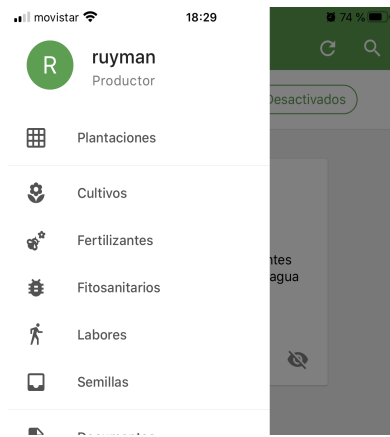 movistar 18:29 74 %
R
ruyman
Productor
Desactivados
Plantaciones
Cultivos
Fertilizantes
Fitosanitarios
Labores
Semillas
ntes
agua